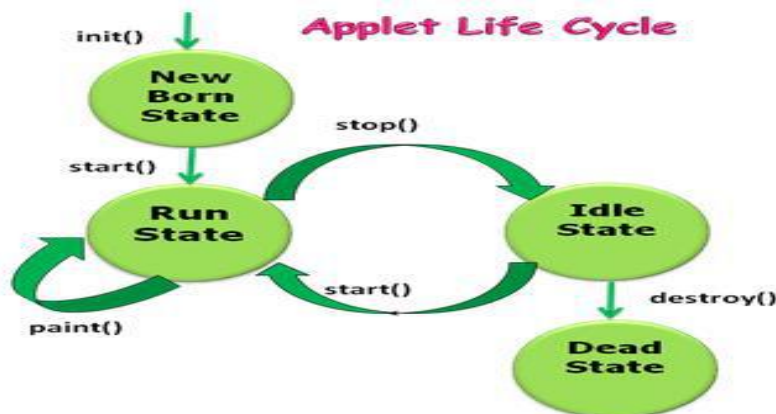 Applet Life Cycle
init()
New
Born
State
stop()
start()
Run
State
Idle
State
start()
destroy()
paint()
Dead
State